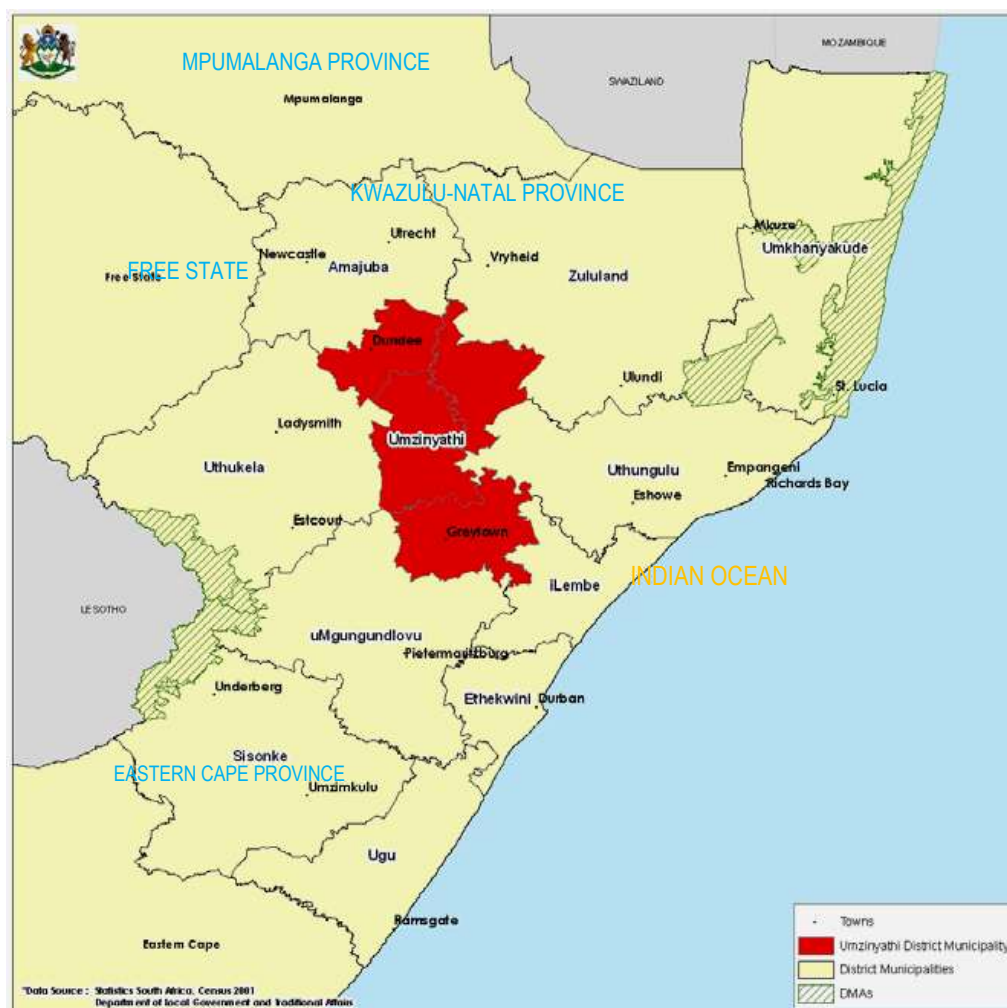 MOZAMBIQUE
MPUMALANGA PROVINCE
SWAZILAND
Mpumalanga
KWAZULU-NATAL PROVINCE
Utrecht
Mkuze
Umkhanyakude
Newcastle
Amajuba
Vryheid
Zululand
FREE STATE
Free State
Dundee
Ulundi
St. Lucia
Ladysmith
Umzinyathi
Uthukela
Uthungulu
Empangeni
Richards Bay
Eshowe
Estcourt
Greytown
iLembe
INDIAN OCEAN
LESOTHO
uMgungundlovu
Pietermaritzburg
Underberg
Ethekwini
Durban
Sisonke
EASTERN CAPE PROVINCE
Umzimkulu
Ugu
Ramsgate
Eastern Cape
Towns
Umzinyathi District Municipality
District Municipalities
DMAs
*Data Source : Statistics South Africa, Census 2001
Department of local Government and Traditional Affairs